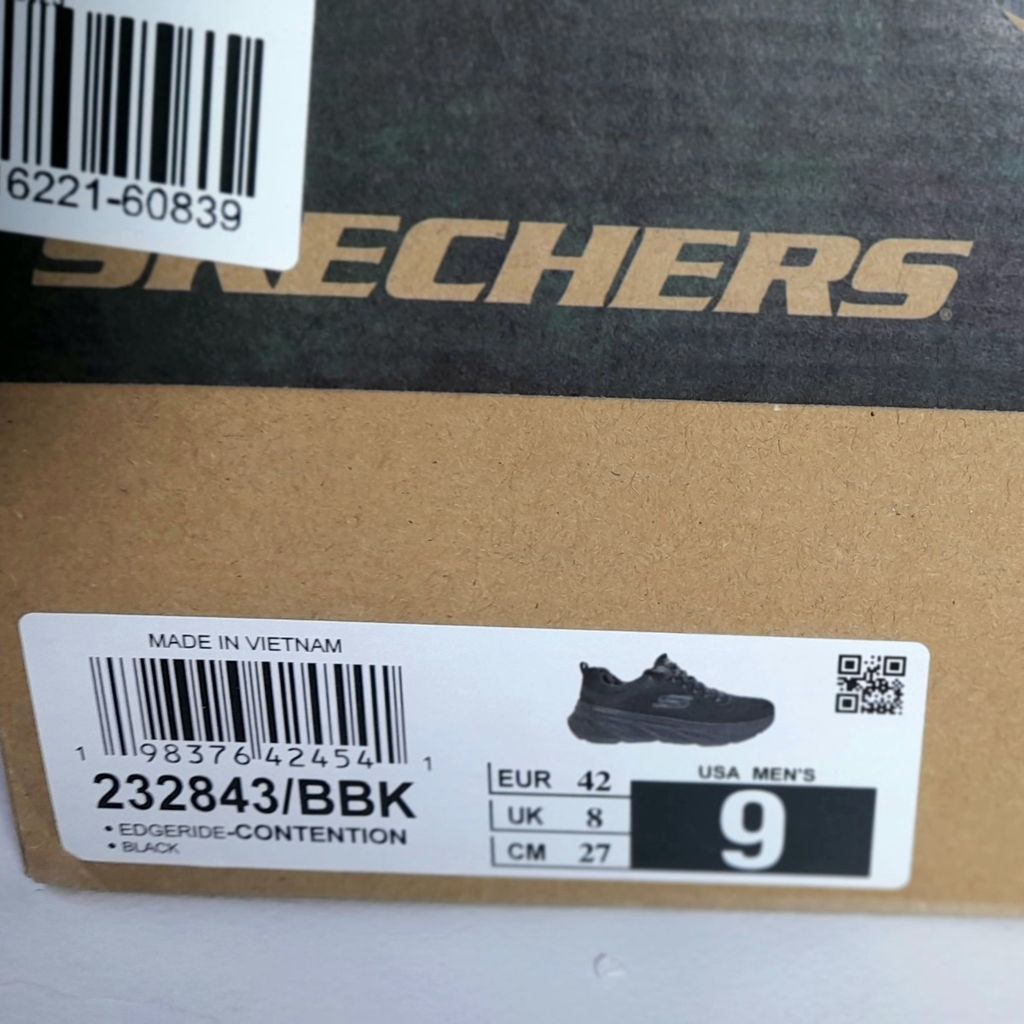 6221-60839
SKECHERS®
MADE IN VIETNAM
1 98376 42454 1
232843/BBK
• EDGERIDE-CONTENTION
• BLACK
EUR 42
UK 8
CM 27
USA MEN'S
9